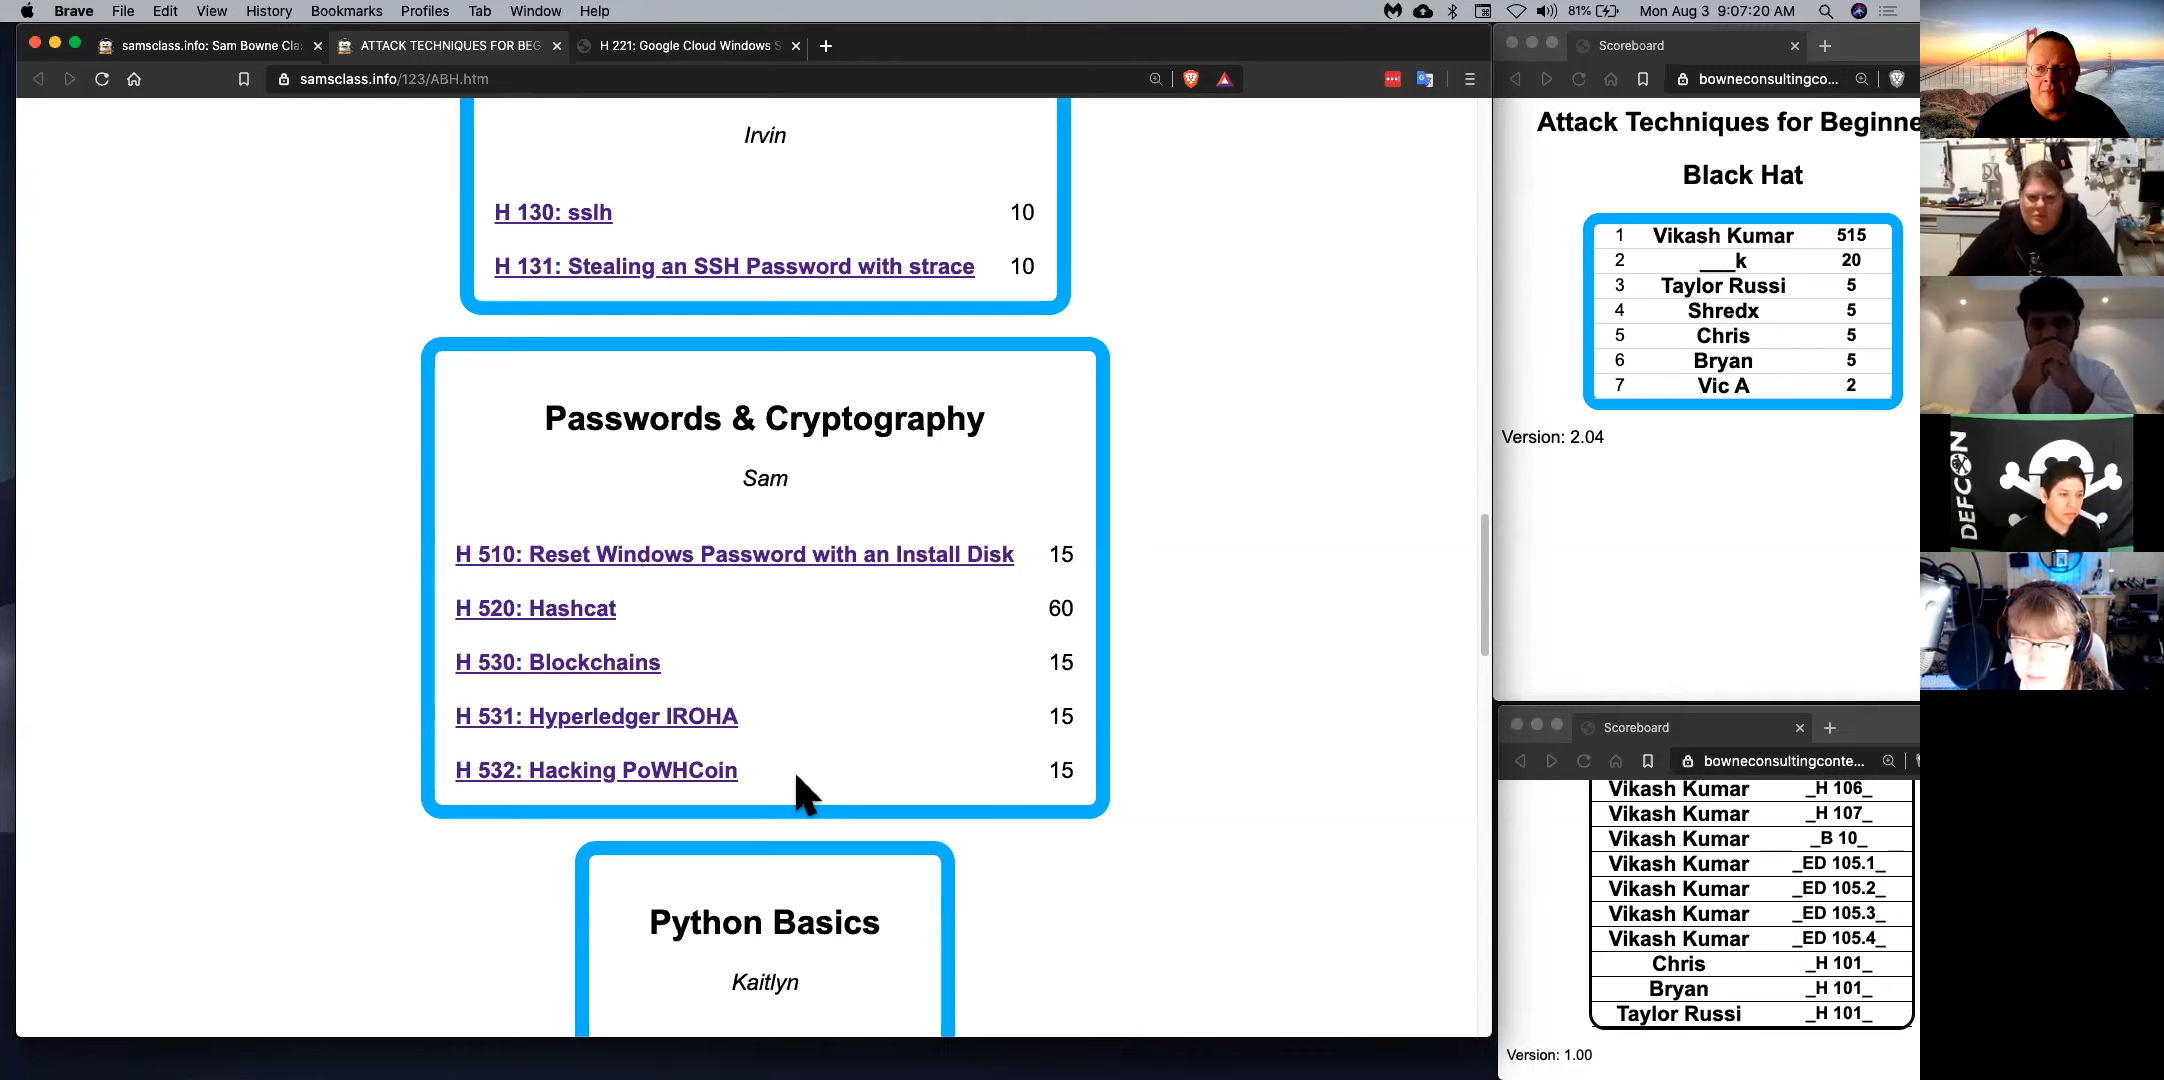 Brave File Edit View History Bookmarks Profiles Tab Window Help
81% Mon Aug 3 9:07:20 AM
samsclass.info: Sam Bowne Cla
ATTACK TECHNIQUES FOR BEG
H 221: Google Cloud Windows S
samsclass.info/123/ABH.htm
Irvin
H 130: sslh 10
H 131: Stealing an SSH Password with strace 10
Passwords & Cryptography
Sam
H 510: Reset Windows Password with an Install Disk 15
H 520: Hashcat 60
H 530: Blockchains 15
H 531: Hyperledger IROHA 15
H 532: Hacking PoWHCoin 15
Python Basics
Kaitlyn
Scoreboard
bowneconsultingco...
Attack Techniques for Beginne
Black Hat
1 Vikash Kumar 515
2 ___k 20
3 Taylor Russi 5
4 Shredx 5
5 Chris 5
6 Bryan 5
7 Vic A 2
Version: 2.04
Scoreboard
bowneconsultingconte...
Vikash Kumar _H 106_
Vikash Kumar _H 107_
Vikash Kumar _B 10_
Vikash Kumar _ED 105.1_
Vikash Kumar _ED 105.2_
Vikash Kumar _ED 105.3_
Vikash Kumar _ED 105.4_
Chris _H 101_
Bryan _H 101_
Taylor Russi _H 101_
Version: 1.00
DEFCON